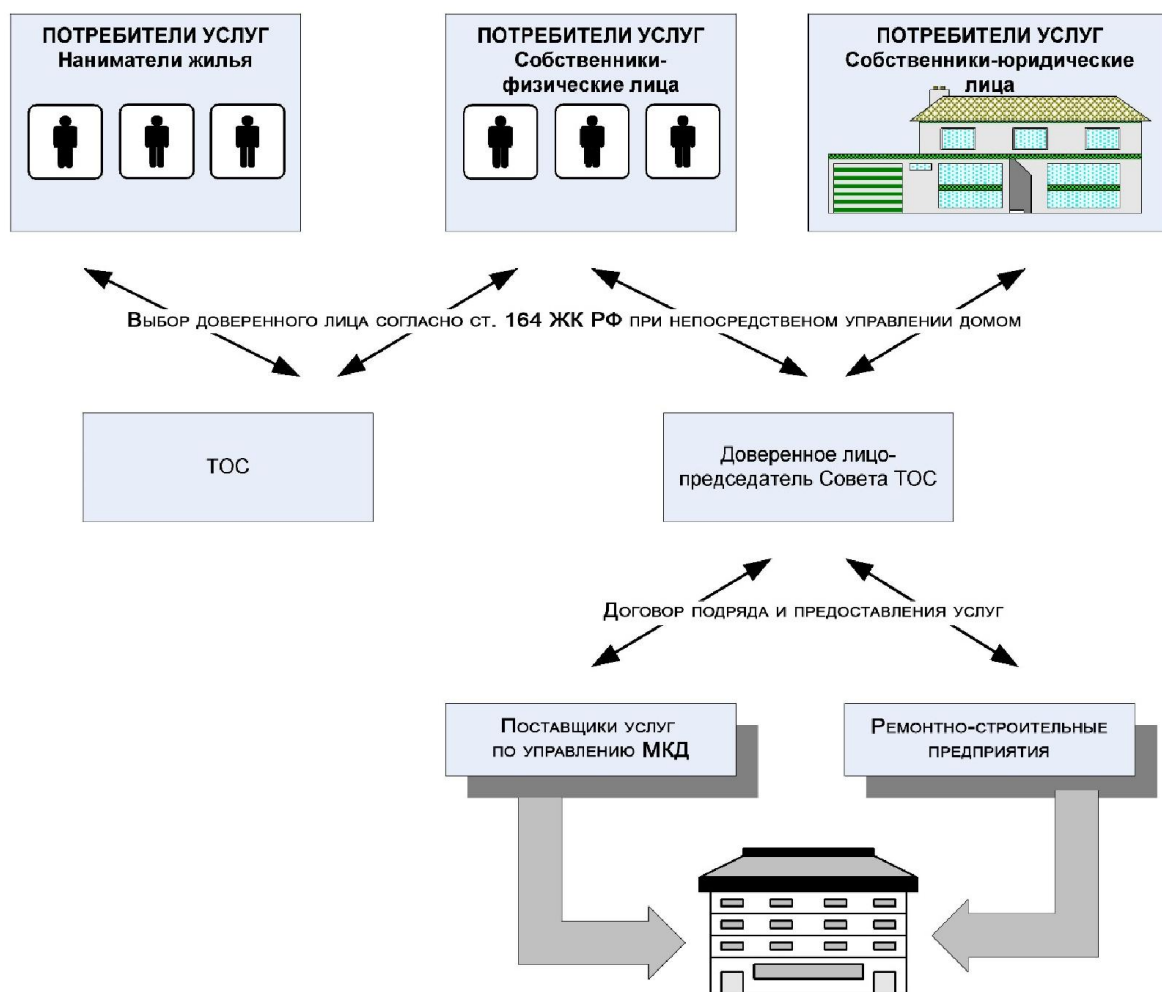 ПОТРЕБИТЕЛИ УСЛУГ
Наниматели жилья
ПОТРЕБИТЕЛИ УСЛУГ
Собственники-
физические лица
ПОТРЕБИТЕЛИ УСЛУГ
Собственники-юридические
лица
Выбор доверенного лица согласно ст. 164 ЖК РФ при непосредственом управлении домом
ТОС
Доверенное лицо-
председатель Совета ТОС
Договор подряда и предоставления услуг
Поставщики услуг
по управлению МКД
Ремонтно-строительные
предприятия